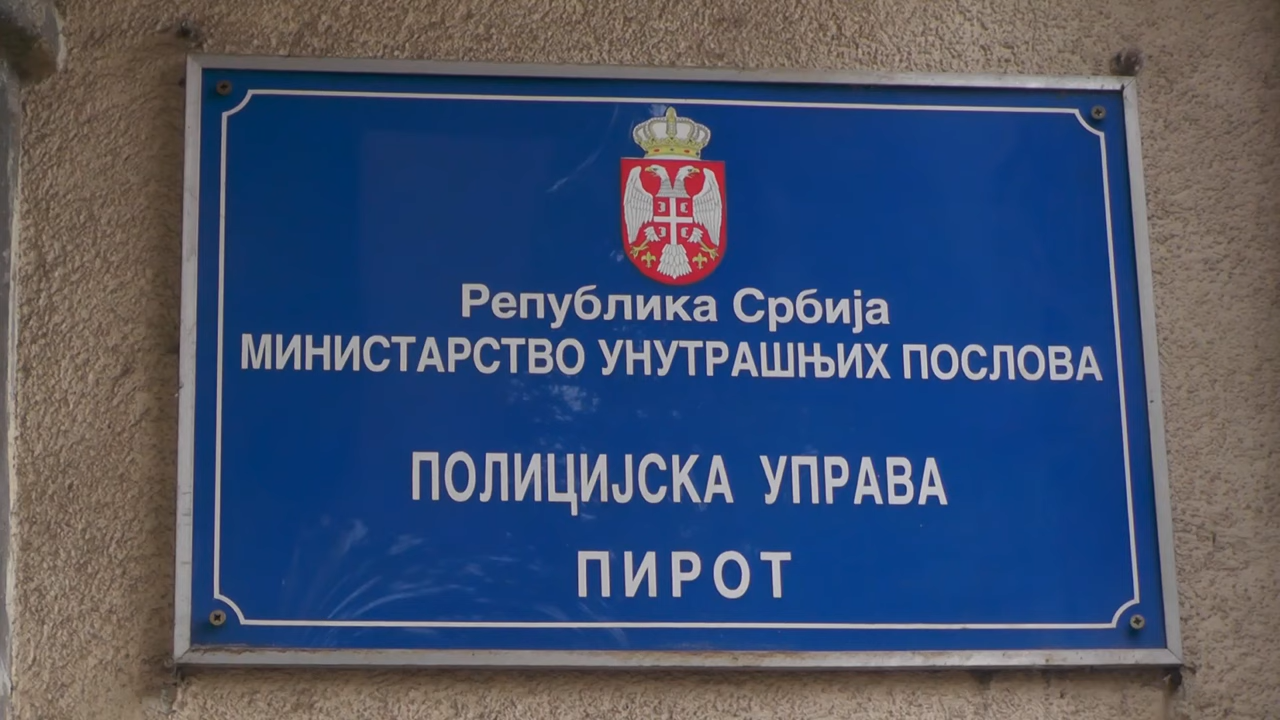 Република Србија
МИНИСТАРСТВО УНУТРАШЊИХ ПОСЛОВА
ПОЛИЦИЈСКА УПРАВА
ПИРОТ